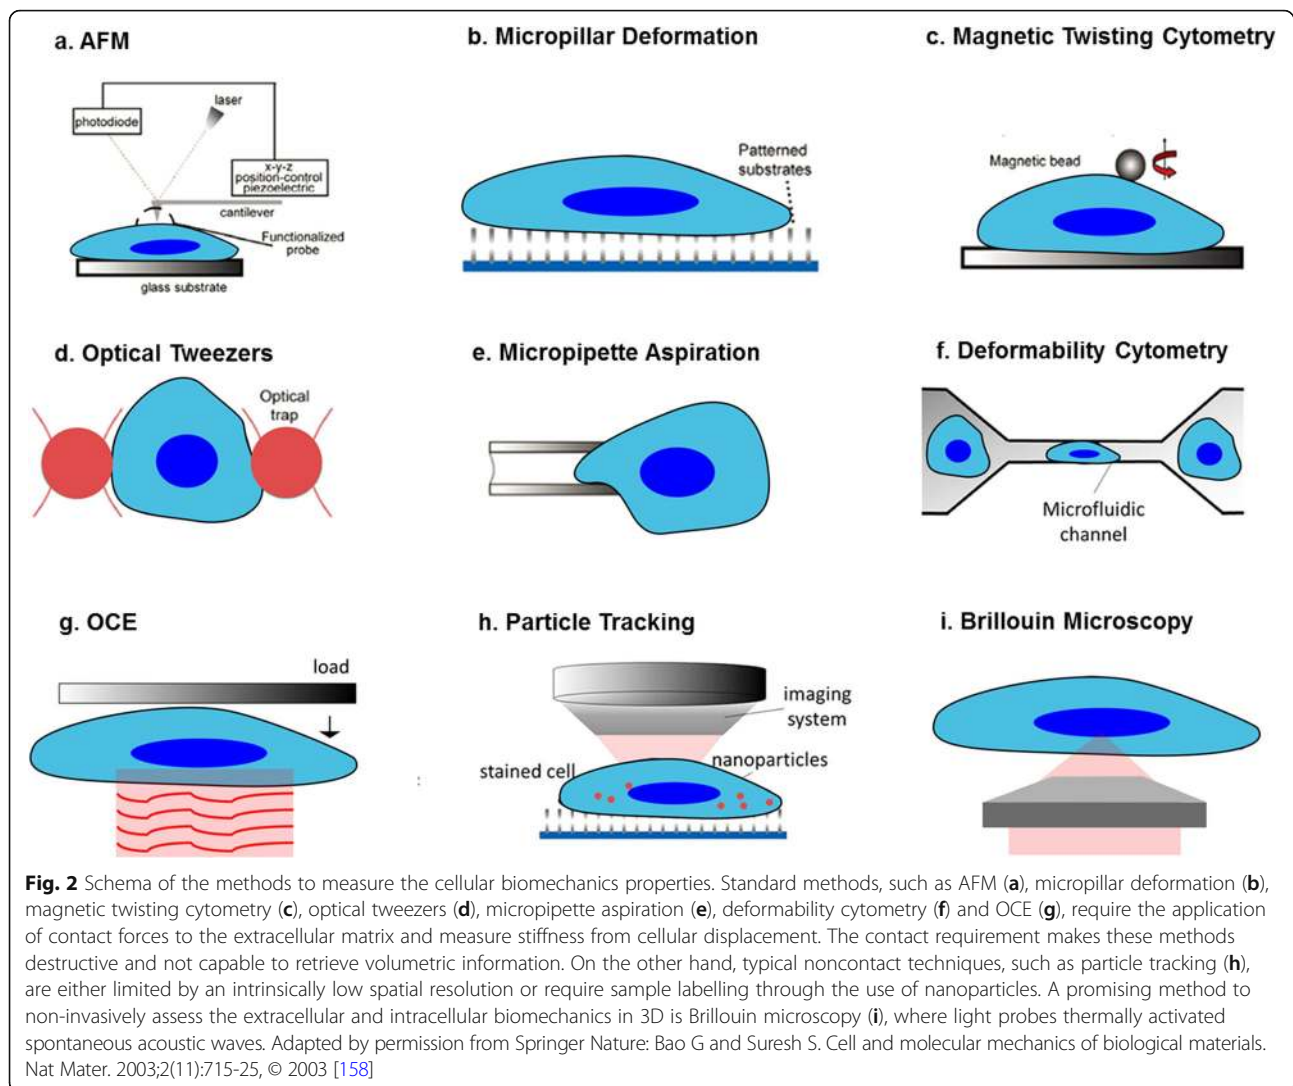 a. AFM
b. Micropillar Deformation
c. Magnetic Twisting Cytometry
laser
photodiode
x-y-z
position-control
piezoelectric
cantilever
Functionalized
probe
glass substrate
Patterned
substrates
Magnetic bead
d. Optical Tweezers
e. Micropipette Aspiration
f. Deformability Cytometry
Optical
trap
Microfluidic
channel
g. OCE
h. Particle Tracking
i. Brillouin Microscopy
load
imaging
system
stained cell
nanoparticles
:
Fig. 2 Schema of the methods to measure the cellular biomechanics properties. Standard methods, such as AFM (a), micropillar deformation (b),
magnetic twisting cytometry (c), optical tweezers (d), micropipette aspiration (e), deformability cytometry (f) and OCE (g), require the application
of contact forces to the extracellular matrix and measure stiffness from cellular displacement. The contact requirement makes these methods
destructive and not capable to retrieve volumetric information. On the other hand, typical noncontact techniques, such as particle tracking (h),
are either limited by an intrinsically low spatial resolution or require sample labelling through the use of nanoparticles. A promising method to
non-invasively assess the extracellular and intracellular biomechanics in 3D is Brillouin microscopy (i), where light probes thermally activated
spontaneous acoustic waves. Adapted by permission from Springer Nature: Bao G and Suresh S. Cell and molecular mechanics of biological materials.
Nat Mater. 2003;2(11):715-25, © 2003 [158]